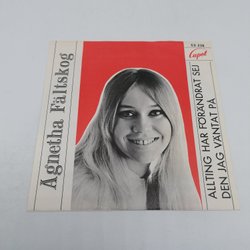 Agnetha Fältskog
Cupol
ALLTING HAR FÖRÄNDRAT SEJ
DEN JAG VÄNTAT PÅ